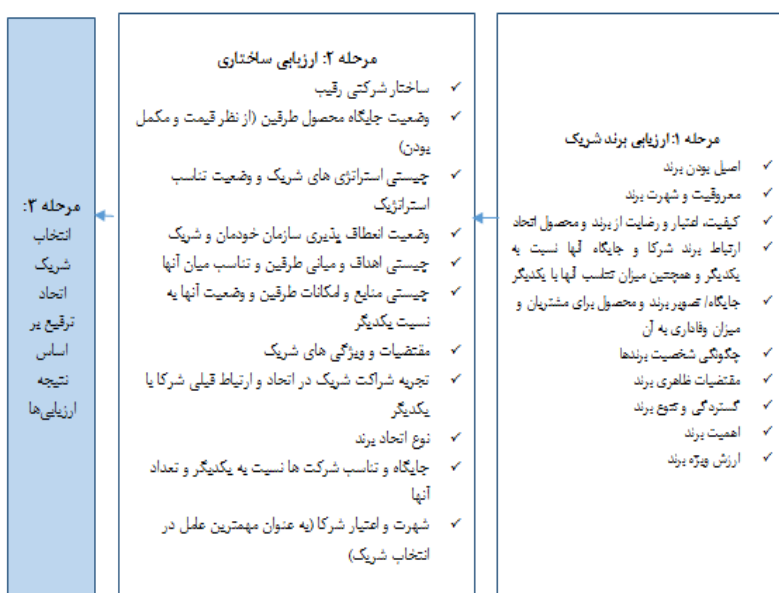 مرحله ۱: ارزیابی برند شریک
✓ اصیل بودن برند
✓ معروفیت و شهرت برند
✓ کیفیت، اعتبار و رضایت از برند و محصول اتحاد
✓ ارتباط برند شرکا و جایگاه آنها نسبت به
یکدیگر و همچنین میزان تناسب آنها با یکدیگر
✓ جایگاه/ تصویر برند و محصول برای مشتریان و
میزان وفاداری به آن
✓ چگونگی شخصیت برندها
✓ مقتضیات ظاهری برند
✓ گستردگی و تنوع برند
✓ اهمیت برند
✓ ارزش ویژه برند
مرحله ۲: ارزیابی ساختاری
✓ ساختار شرکتی رقیب
✓ وضعیت جایگاه محصول طرفین (از نظر قیمت و مکمل
بودن)
✓ چیستی استراتژی های شریک و وضعیت تناسب
استراتژیک
✓ وضعیت انعطاف پذیری سازمان خودمان و شریک
✓ چیستی اهداف و مبانی طرفین و تناسب میان آنها
✓ چیستی منابع و امکانات طرفین و وضعیت آنها به
نسبت یکدیگر
✓ مقتضیات و ویژگی های شریک
✓ تجربه شراکت شریک در اتحاد و ارتباط قبلی شرکا با
یکدیگر
✓ نوع اتحاد برند
✓ جایگاه و تناسب شرکت ها نسبت به یکدیگر و تعداد
آنها
✓ شهرت و اعتبار شرکا (به عنوان مهمترین عامل در
انتخاب شریک)
مرحله ۳:
انتخاب
شریک
اتحاد
ترفیع بر
اساس
نتیجه
ارزیابی‌ها